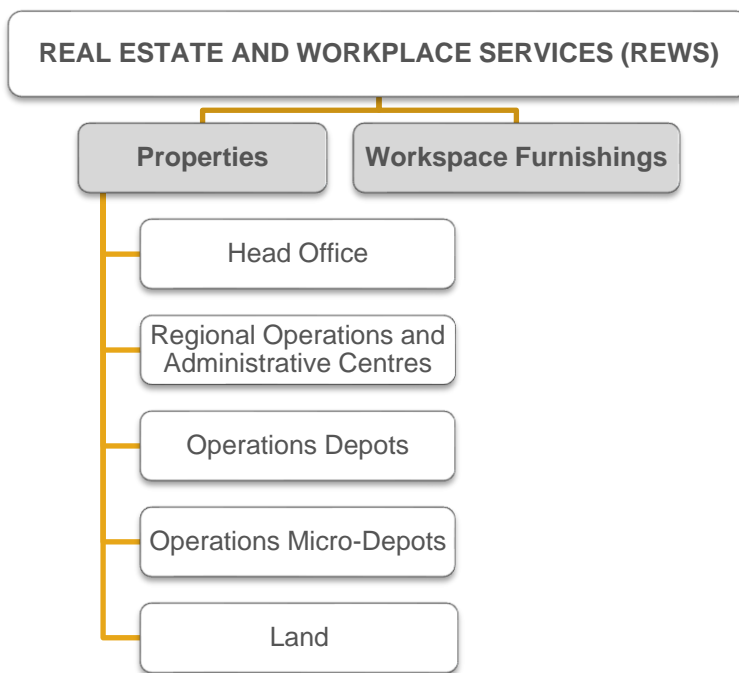 REAL ESTATE AND WORKPLACE SERVICES (REWS)
Properties
Workspace Furnishings
Head Office
Regional Operations and
Administrative Centres
Operations Depots
Operations Micro-Depots
Land